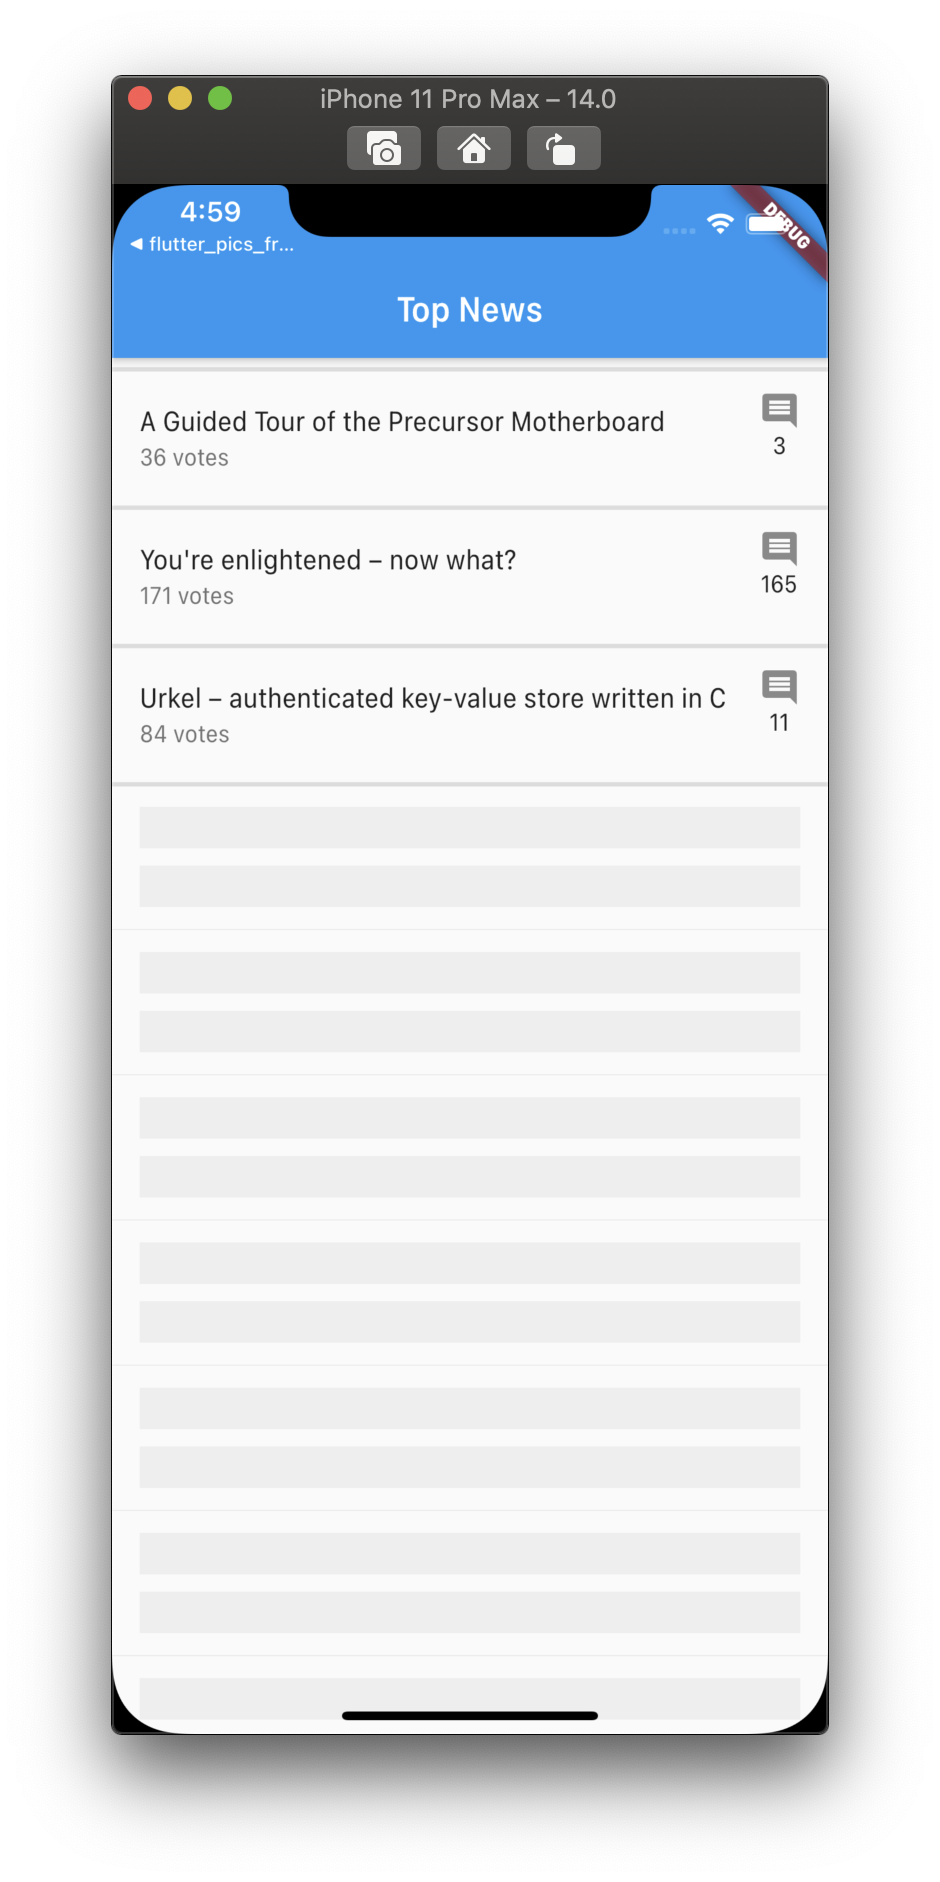 iPhone 11 Pro Max – 14.0
4:59
flutter_pics_fr...
DEBUG
Top News
A Guided Tour of the Precursor Motherboard
36 votes
3
You're enlightened – now what?
171 votes
165
Urkel – authenticated key-value store written in C
84 votes
11